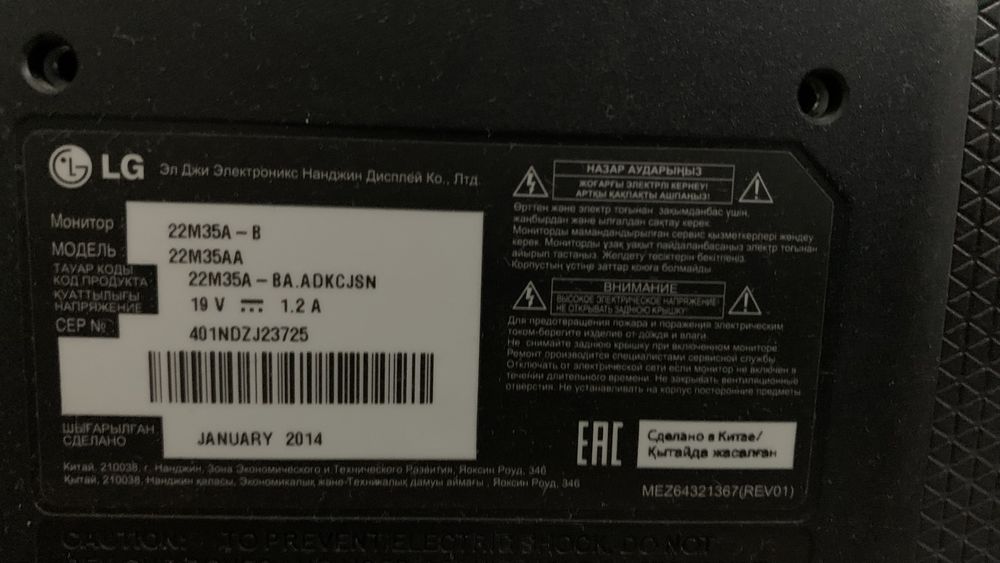 LG Эл Джи Электроникс Нанджин Дисплей Ко., Лтд.
Монитор 22M35A – B
МОДЕЛЬ : 22M35AA
ТАУАР КОДЫ
КОД ПРОДУКТА 22M35A – BA.ADKCJSN
ҚУАТТЫЛЫҒЫ
НАПРЯЖЕНИЕ 19 V 1.2 A
СЕР № 401NDZJ23725
ШЫҒАРЫЛҒАН
СДЕЛАНО JANUARY 2014
Китай, 210038, г. Нанджин, Зона Экономического и Технического Развития, Яоксин Роуд, 346
Қытай, 210038, Нанджин қаласы, Экономикалық және Техникалық дамуы аймағы , Яоксин Роуд, 346
НАЗАР АУДАРЫҢЫЗ
ЖОҒАРҒЫ ЭЛЕКТРЛІ КЕРНЕУ!
АРТҚЫ ҚАҚПАҚТЫ АШПАҢЫЗ!
Өрттен және электр тоғынан зақымданбас үшін,
жаңбырдан және ылғалдан сақтау керек.
Мониторды мамандандырылған сервис қызметкерлері жөндеу
керек. Мониторды ұзақ уақыт пайдаланбасаңыз электр тоғынан
айырып тастаңыз. Желдету тесіктерін бекітпеңіз.
Корпустың үстіне заттар коюға болмайды.
ВНИМАНИЕ
ВЫСОКОЕ ЭЛЕКТРИЧЕСКОЕ НАПРЯЖЕНИЕ!
НЕ ОТКРЫВАТЬ ЗАДНЮЮ КРЫШКУ!
Для предотвращения пожара и поражения электрическим
током-берегите изделие от дождя и влаги.
Не снимайте заднюю крышку при включенном мониторе.
Ремонт производится специалистами сервисной службы.
Отключать от электрической сети если монитор не включен в
течении длительного времени. Не закрывать вентиляционные
отверстия. Не устанавливать на корпус посторонние предметы
EAC
Сделано в Китае/
Қытайда жасалған
MEZ64321367(REV01)
CAUTION: TO PREVENT ELECTRIC SHOCK, DO NOT